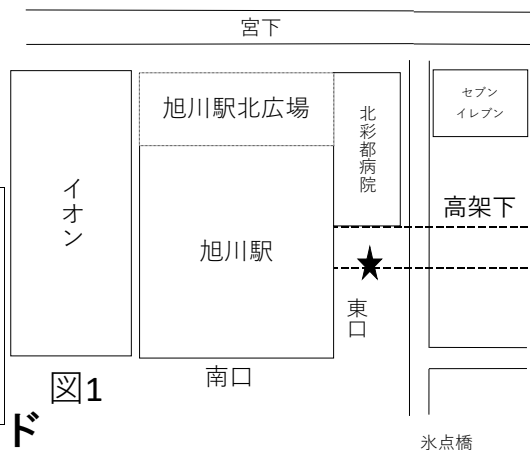 宮下
旭川駅北広場
北彩都病院
セブン
イレブン
イオン
旭川駅
高架下
東口
南口
図1
ド
氷点橋